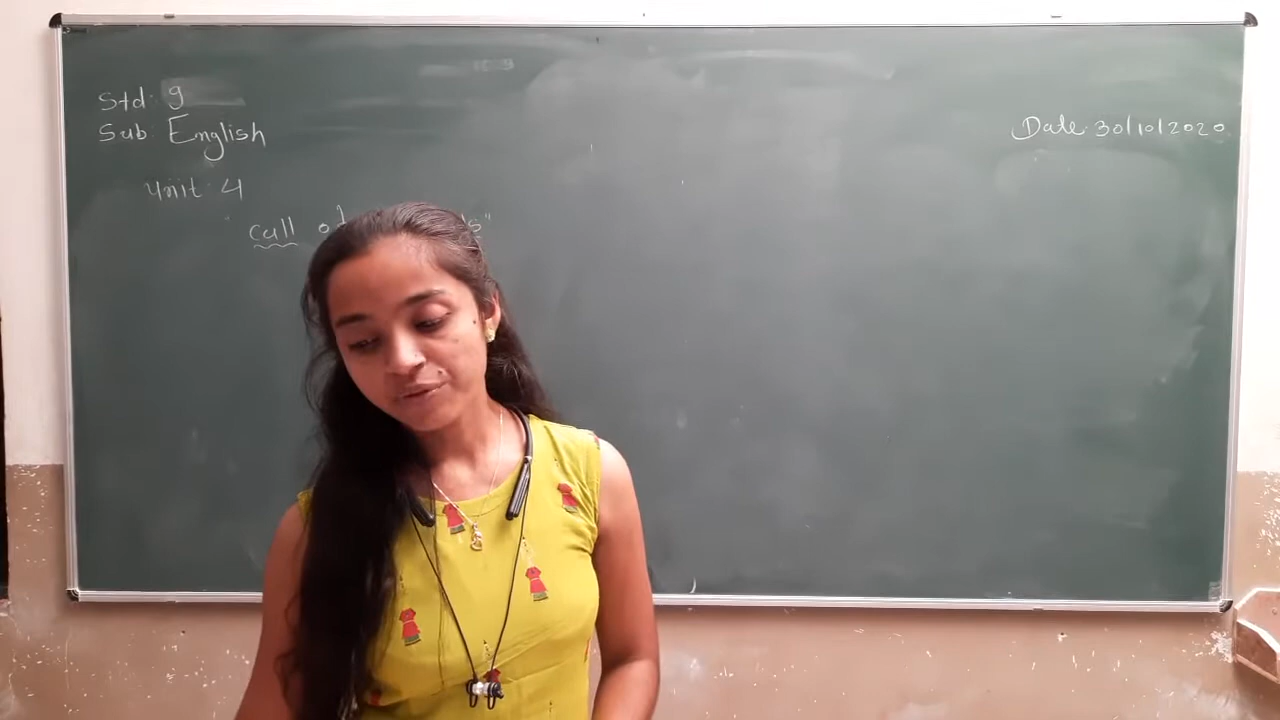 Std: 9
Sub: English
Unit: 4
call
Date: 30/10/2020